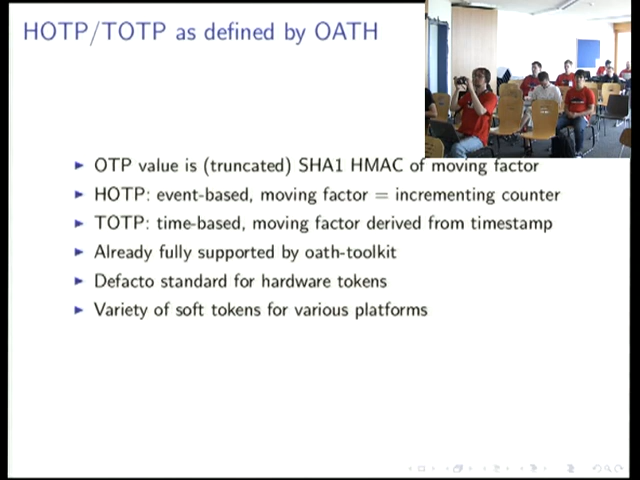 HOTP/TOTP as defined by OATH
▶ OTP value is (truncated) SHA1 HMAC of moving factor
▶ HOTP: event-based, moving factor = incrementing counter
▶ TOTP: time-based, moving factor derived from timestamp
▶ Already fully supported by oath-toolkit
▶ Defacto standard for hardware tokens
▶ Variety of soft tokens for various platforms